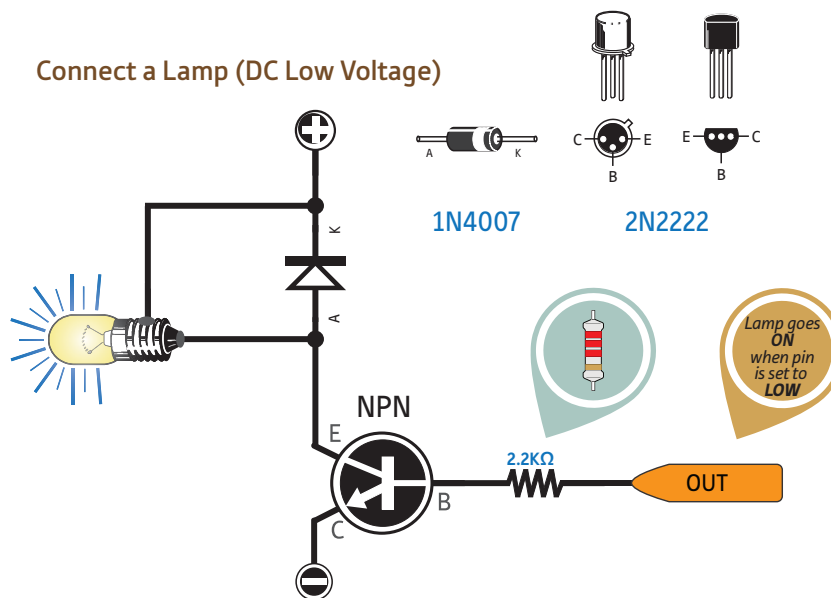 Connect a Lamp (DC Low Voltage)
K
A
E
NPN
C
B
2.2KΩ
OUT
A
K
1N4007
C
E
B
E
C
B
2N2222
Lamp goes
ON
when pin
is set to
LOW